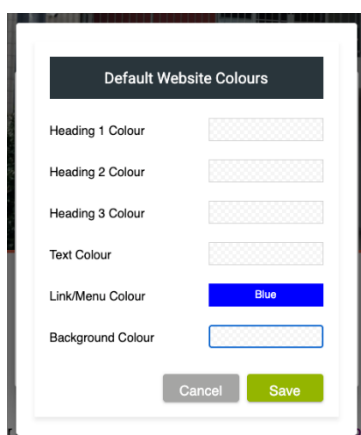 Default Website Colours
Heading 1 Colour
Heading 2 Colour
Heading 3 Colour
Text Colour
Link/Menu Colour Blue
Background Colour
Cancel Save